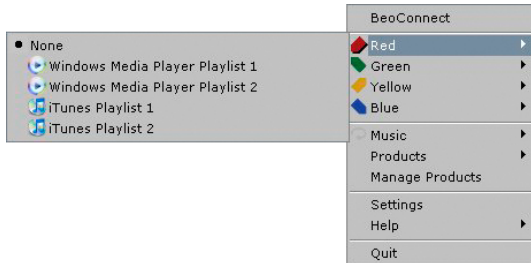 BeoConnect
Red
None
Windows Media Player Playlist 1
Windows Media Player Playlist 2
iTunes Playlist 1
iTunes Playlist 2
Green
Yellow
Blue
Music
Products
Manage Products
Settings
Help
Quit